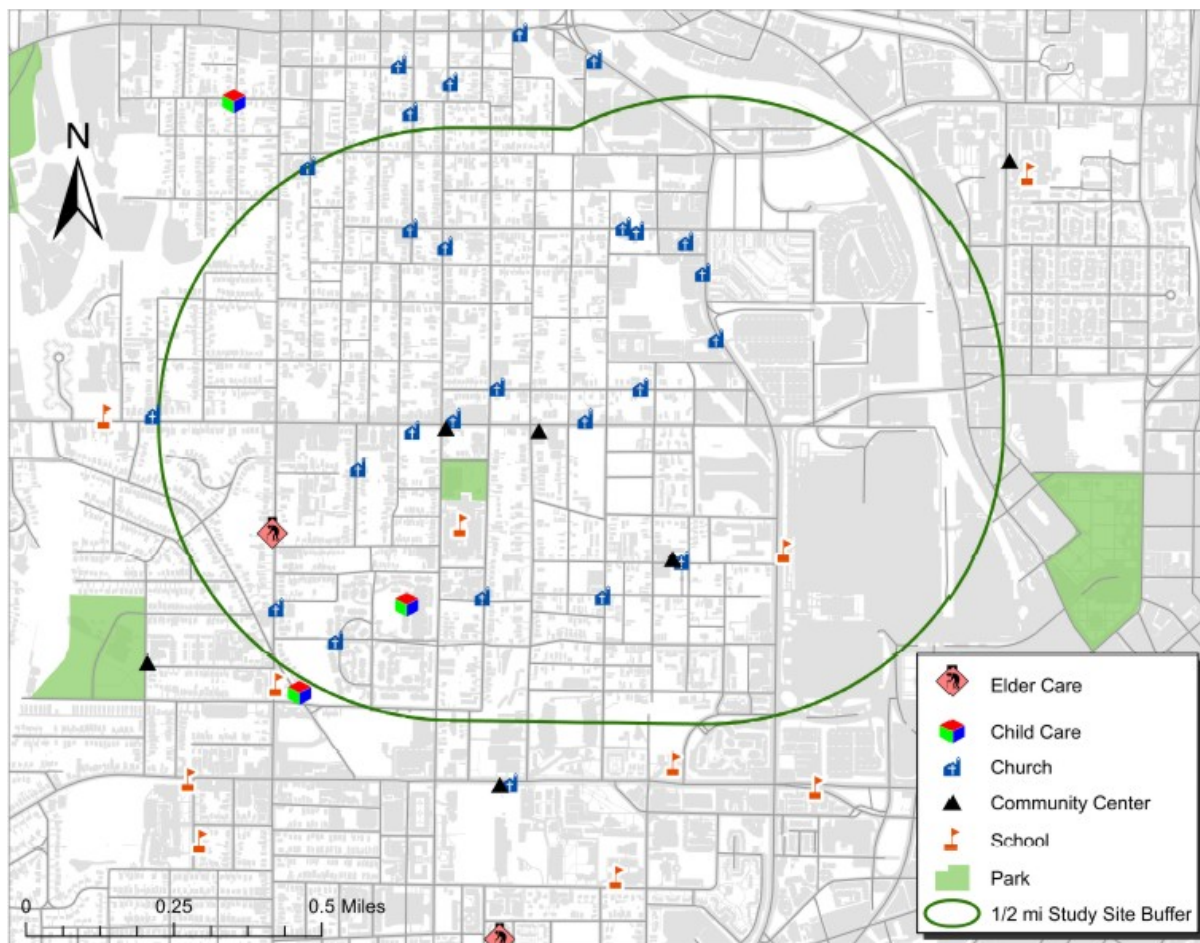 N
Elder Care
Child Care
Church
Community Center
School
Park
1/2 mi Study Site Buffer
0 0.25 0.5 Miles